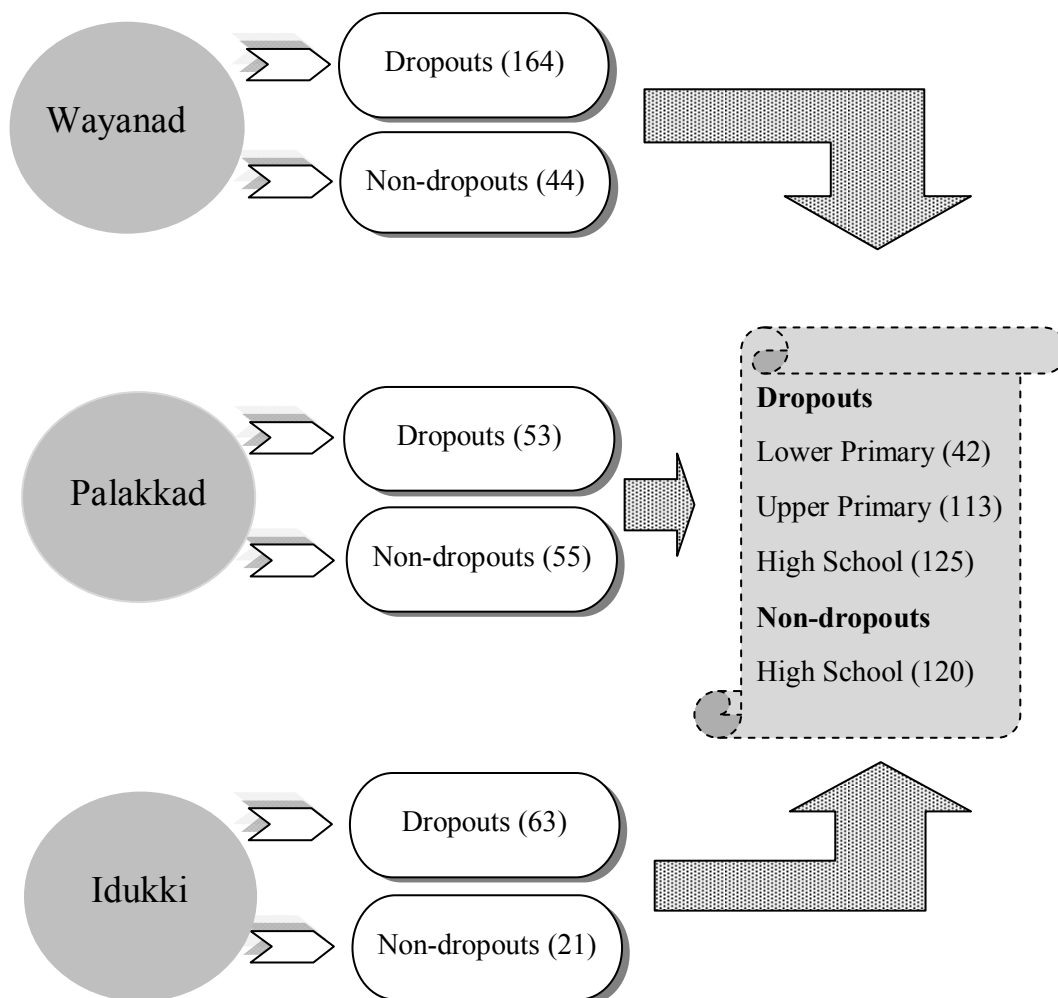 Wayanad
Dropouts (164)
Non-dropouts (44)
Palakkad
Dropouts (53)
Non-dropouts (55)
Idukki
Dropouts (63)
Non-dropouts (21)
Dropouts
Lower Primary (42)
Upper Primary (113)
High School (125)
Non-dropouts
High School (120)